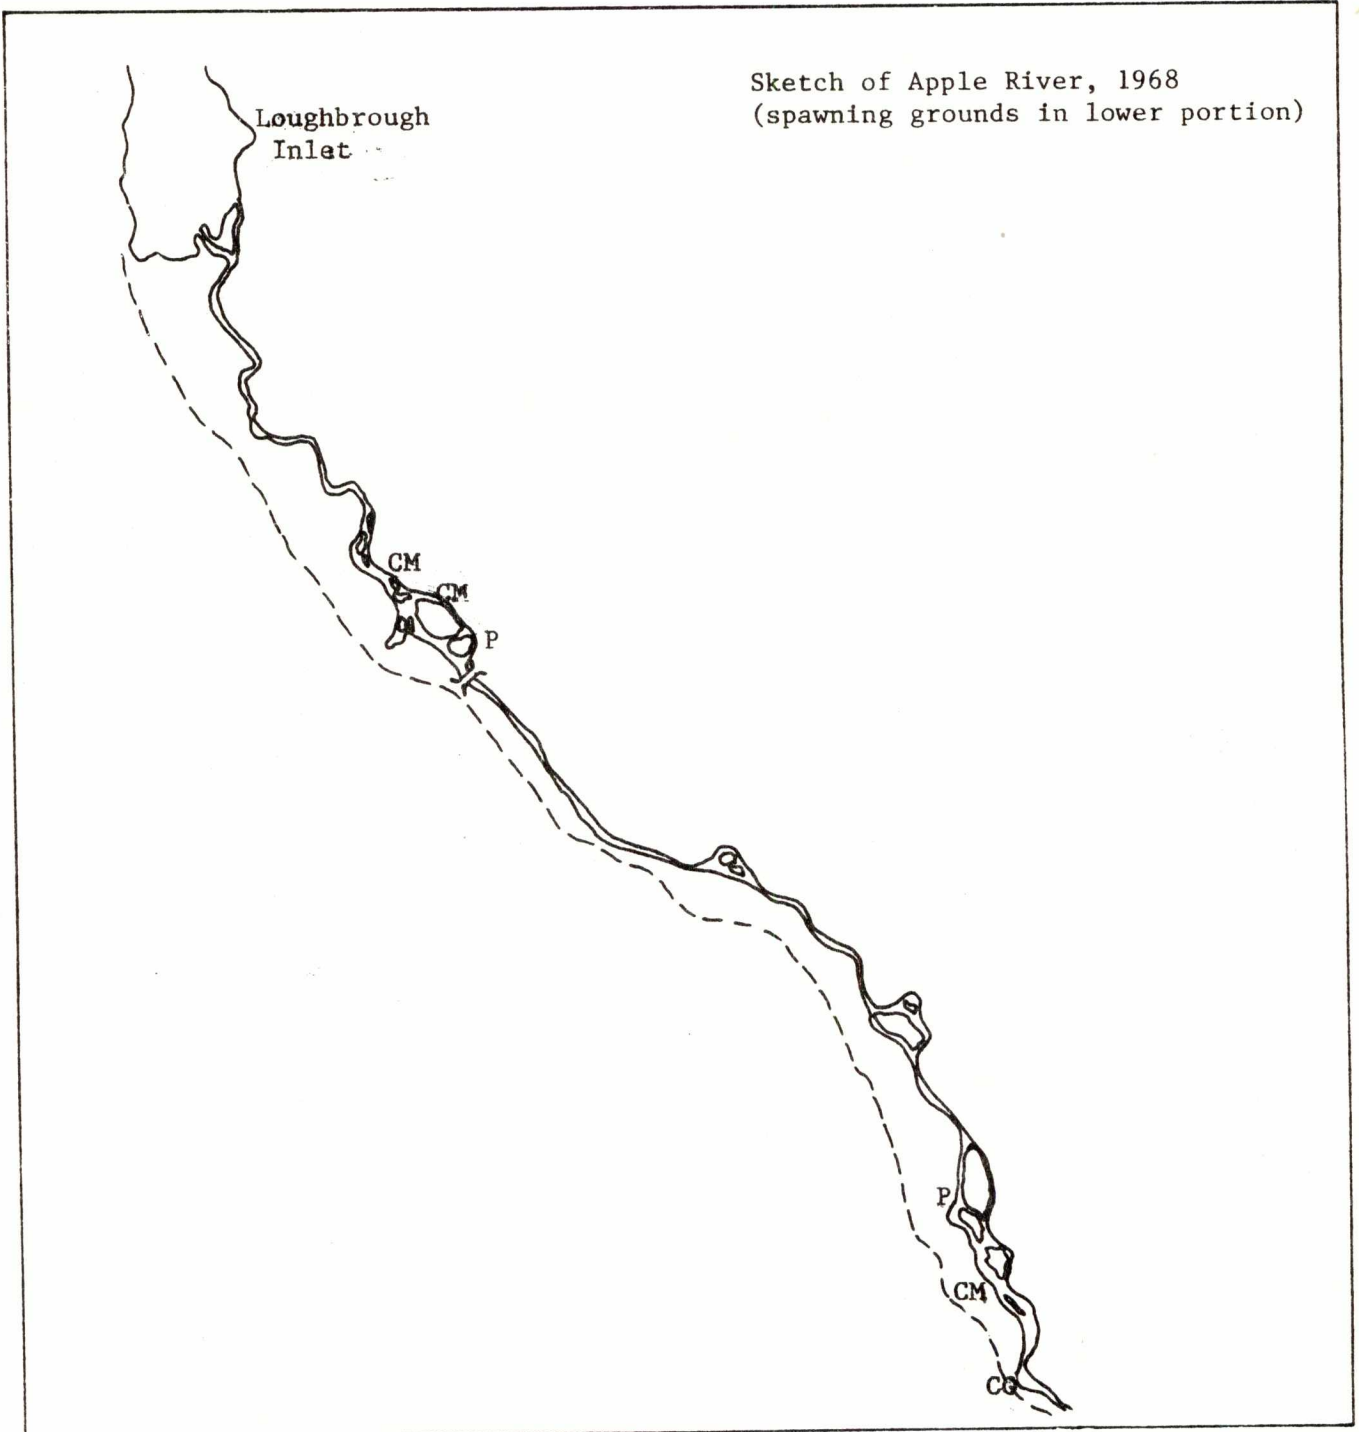 Sketch of Apple River, 1968
(spawning grounds in lower portion)
Loughbrough
Inlet
CM
CM
P
P
CM
CO